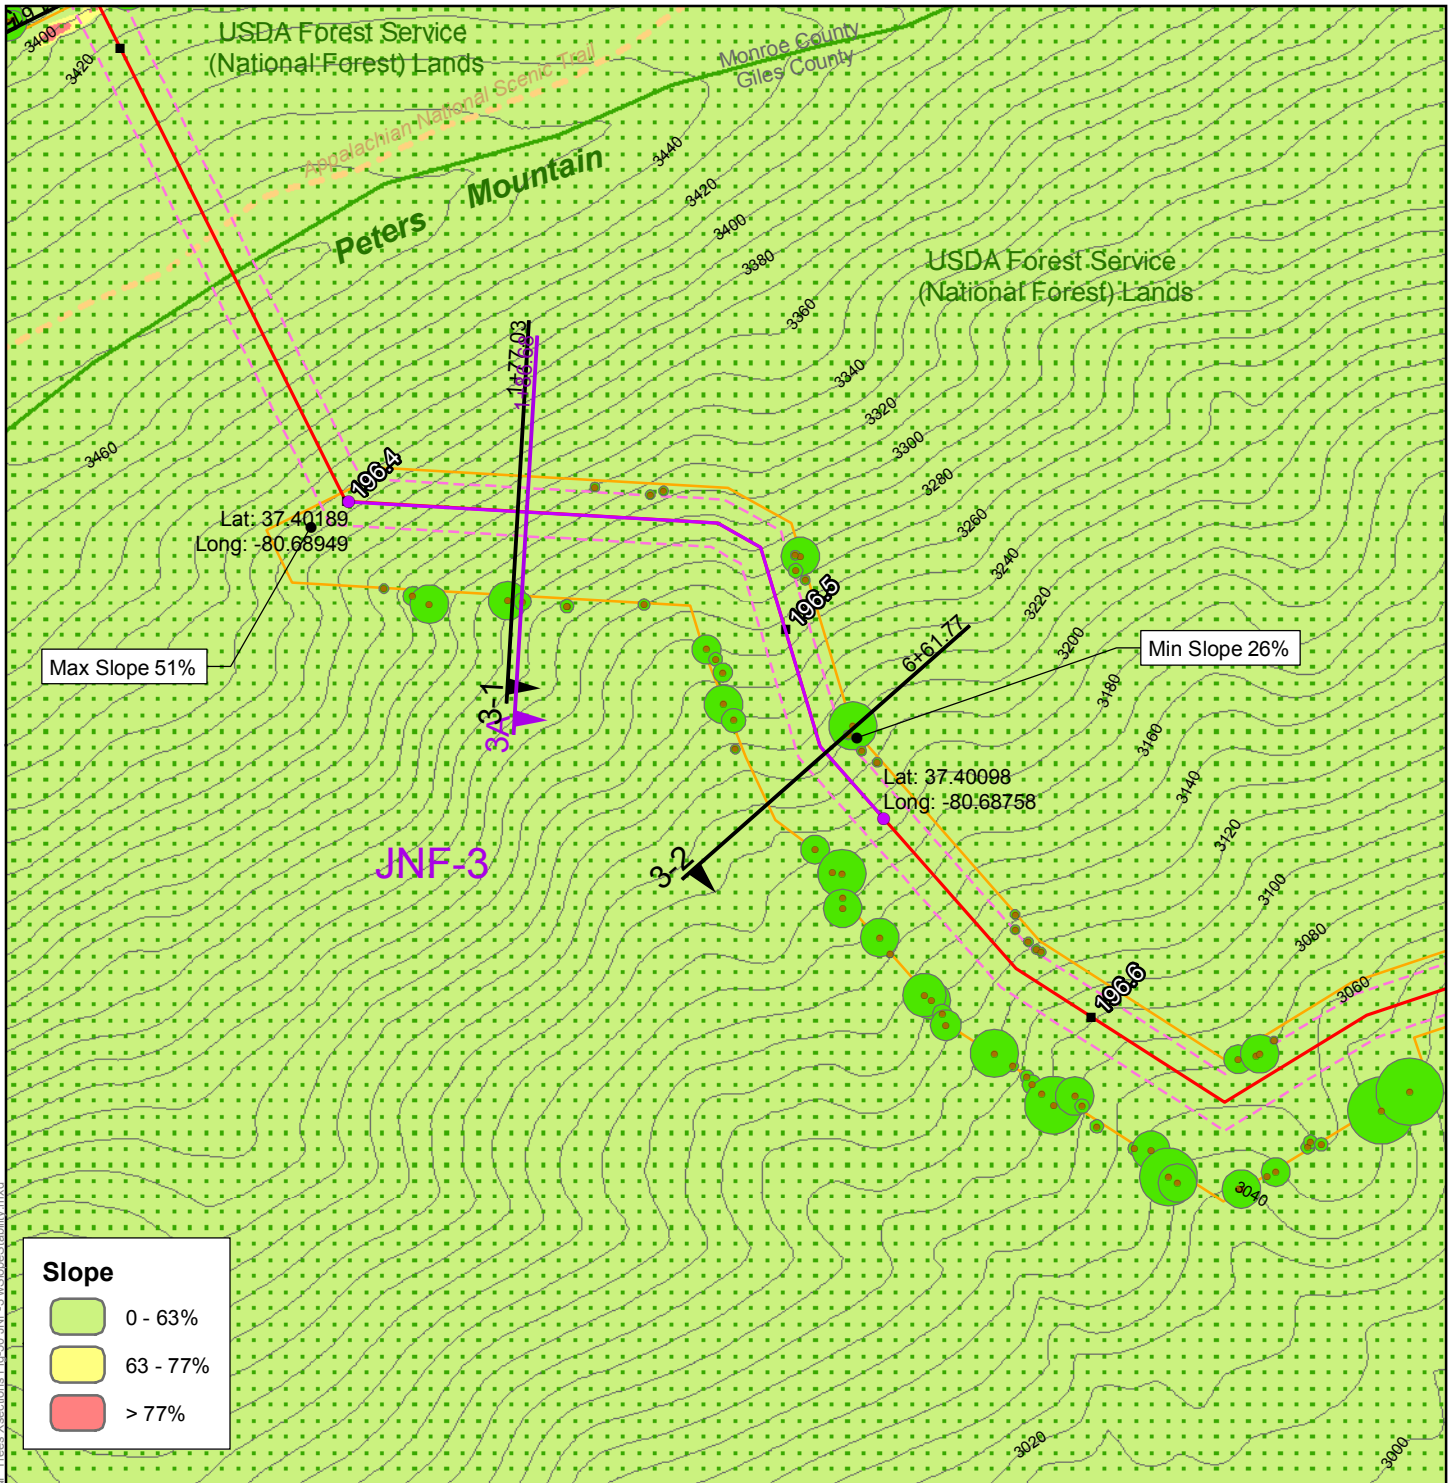 USDA Forest Service
(National Forest) Lands
3400
3420
Appalachian National Scenic Trail
Monroe County
Giles County
Peters Mountain
3440
3420
3400
3380
3360
3340
3320
3300
3280
3260
3240
3220
3200
3180
3160
3140
3120
3100
3080
3060
3040
3020
3000
USDA Forest Service
(National Forest) Lands
3460
1+77.03
196.4
Lat: 37.40189
Long: -80.68949
Max Slope 51%
3-1
3A
196.5
6+61.77
Min Slope 26%
Lat: 37.40098
Long: -80.68758
3-2
JNF-3
196.6
Slope
0 - 63%
63 - 77%
> 77%